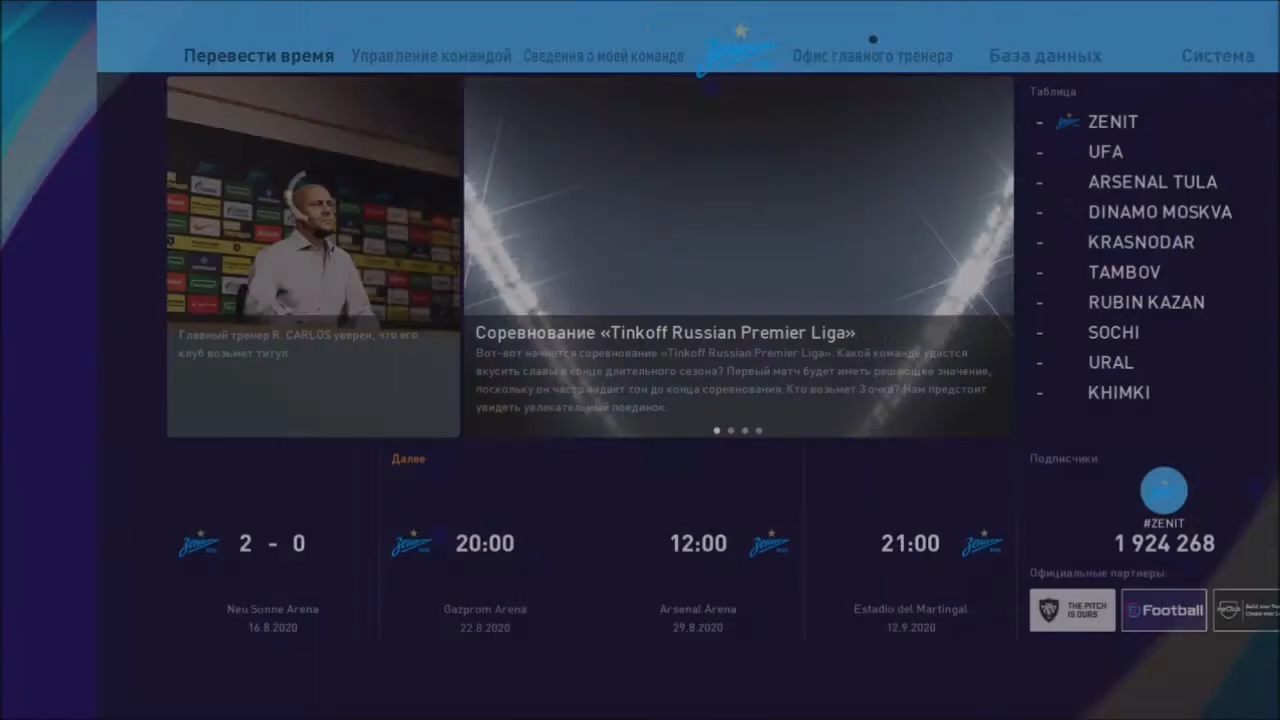 Перевести время
Управление командой
Сведения о моей команде
Офис главного тренера
База данных
Система
Главный тренер R. CARLOS уверен, что его
клуб возьмет титул
Соревнование «Tinkoff Russian Premier Liga»
Вот-вот начнется соревнование «Tinkoff Russian Premier Liga». Какой команде удастся
вкусить славы в конце длительного сезона? Первый матч будет иметь решающее значение,
поскольку он часто задает тон до конца соревнования. Кто возьмет 3 очка? Нам предстоит
увидеть увлекательный поединок.
Таблица
- ZENIT
- UFA
- ARSENAL TULA
- DINAMO MOSKVA
- KRASNODAR
- TAMBOV
- RUBIN KAZAN
- SOCHI
- URAL
- KHIMKI
Далее
2 - 0
Neu Sonne Arena
16.8.2020
20:00
Gazprom Arena
22.8.2020
12:00
Arsenal Arena
29.8.2020
21:00
Estadio del Martingal
12.9.2020
Подписчики
#ZENIT
1 924 268
Официальные партнеры
THE PITCH
IS OURS
eFootball
myClub